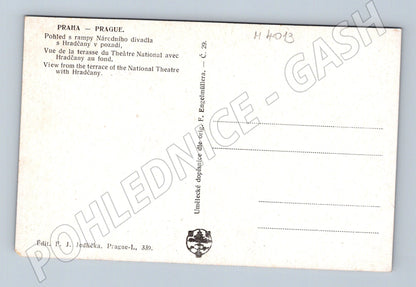 PRAHA — PRAGUE.
Pohled s rampy Národního divadla
s Hradčany v pozadí,
Vue de la terasse du Théâtre National avec
Hradčany au fond,
View from the terrace of the National Theatre
with Hradčany.
M 4013
Umělecké dopisnice dle orig. F. Engelmüllera. — Č. 29.
Edit. F. J. Jedlička, Prague-I., 339.
POHLEDNICE - GASH